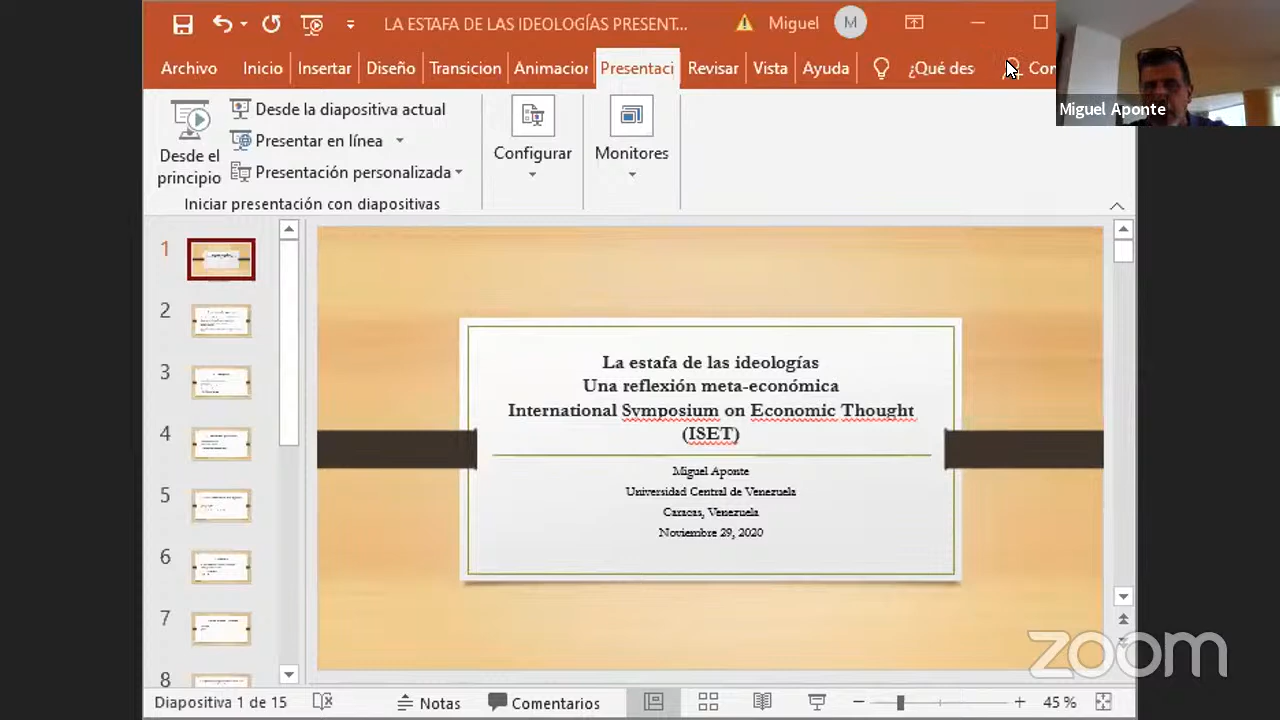 LA ESTAFA DE LAS IDEOLOGÍAS PRESENT...
Miguel
M
Archivo
Inicio
Insertar
Diseño
Transicion
Animacior
Presentaci
Revisar
Vista
Ayuda
¿Qué des
Con
Miguel Aponte
Desde el
principio
Desde la diapositiva actual
Presentar en línea
Presentación personalizada
Iniciar presentación con diapositivas
Configurar
Monitores
1
2
3
4
5
6
7
8
La estafa de las ideologías
Una reflexión meta-económica
International Symposium on Economic Thought
(ISET)
Miguel Aponte
Universidad Central de Venezuela
Caracas, Venezuela
Noviembre 29, 2020
zoom
Diapositiva 1 de 15
Notas
Comentarios
45 %